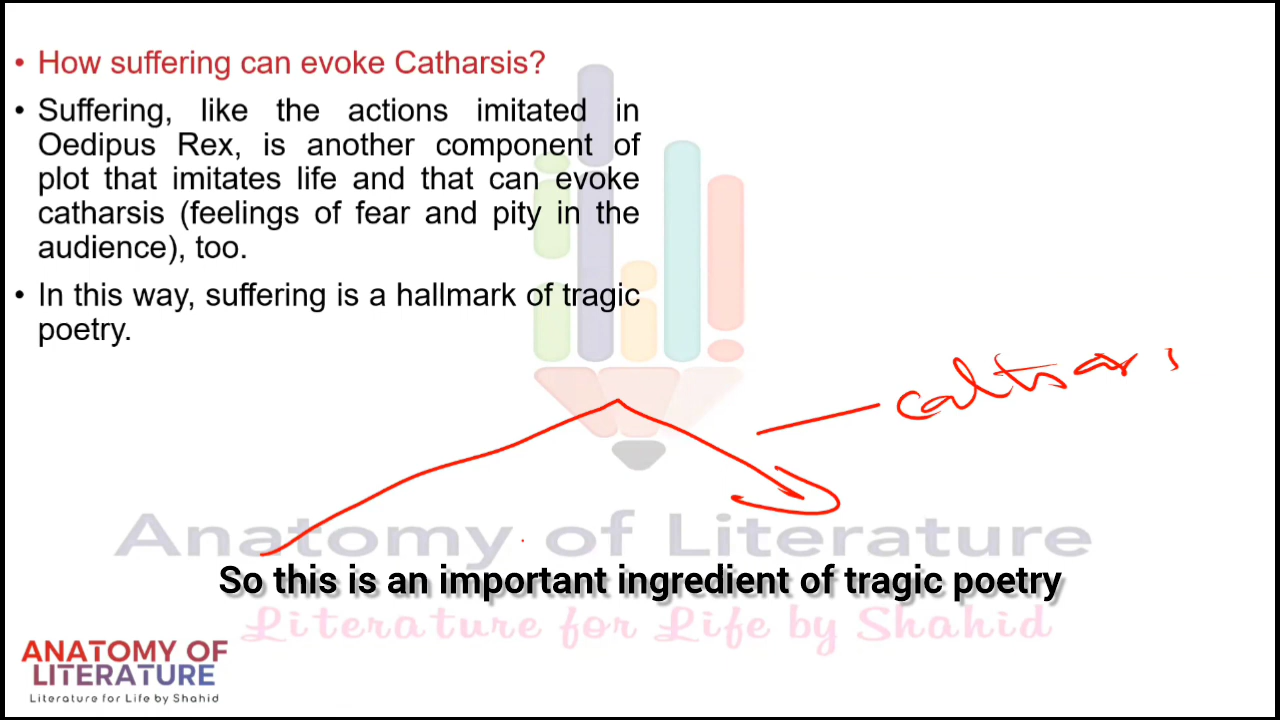 • How suffering can evoke Catharsis?
• Suffering, like the actions imitated in
Oedipus Rex, is another component of
plot that imitates life and that can evoke
catharsis (feelings of fear and pity in the
audience), too.
• In this way, suffering is a hallmark of tragic
poetry.
Anatomy of Literature
So this is an important ingredient of tragic poetry
Literature for Life by Shahid
ANATOMY OF
LITERATURE
Literature for Life by Shahid